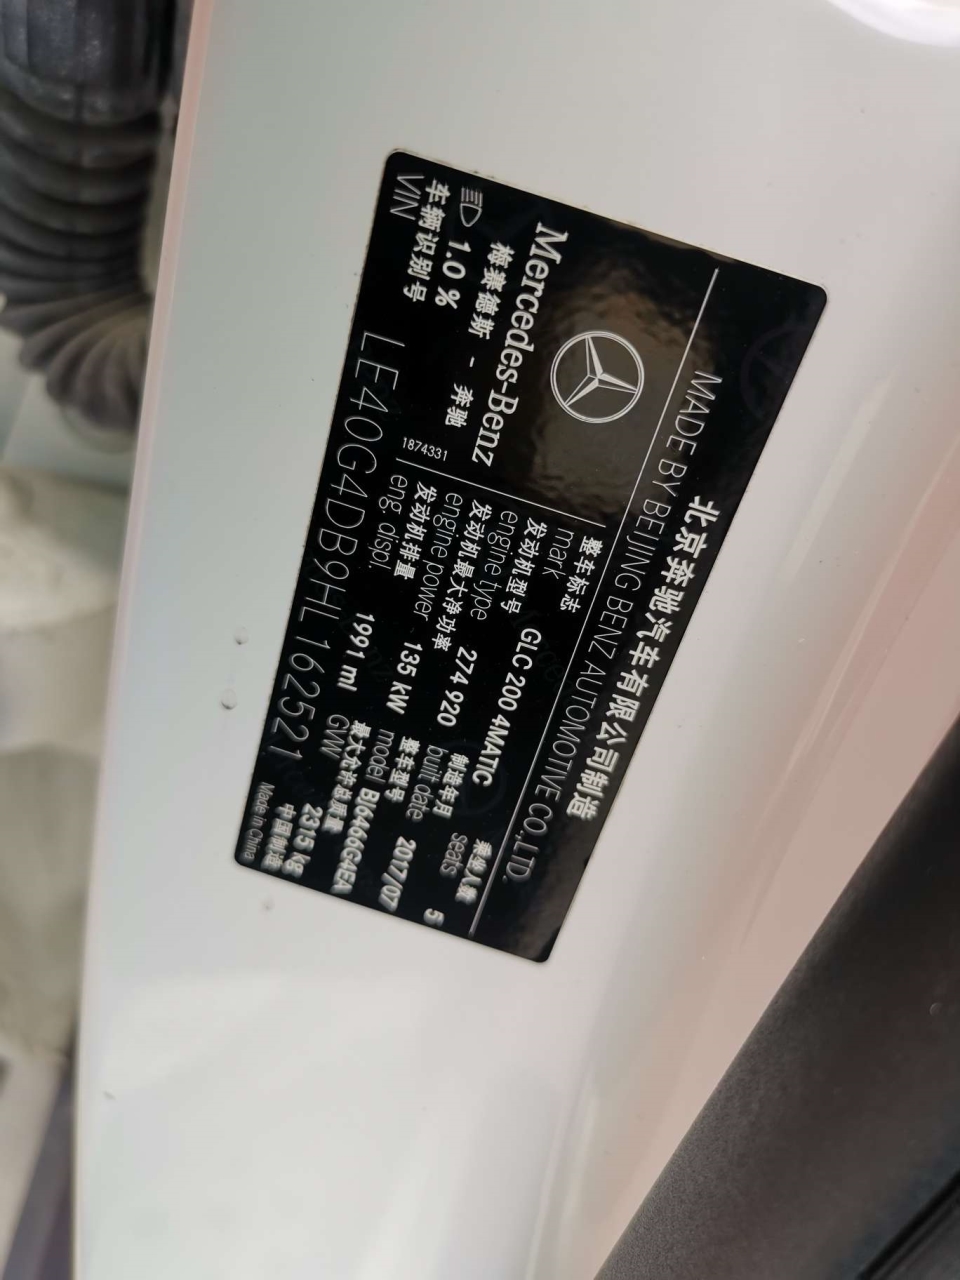 北京奔驰汽车有限公司制造
MADE BY BEIJING BENZ AUTOMOTIVE CO.,LTD.
Mercedes-Benz
梅赛德斯 - 奔驰
1.0 %
1874331
整车标志
mark
GLC 200 4MATIC
乘坐人数
seats
5
发动机型号
engine type
274 920
制造年月
built date
2017/07
发动机最大净功率
engine power
135 kW
整车型号
model
BJ6466G4EA
发动机排量
eng. displ.
1991 ml
最大允许总质量
GVW
2315 kg
车辆识别号
VIN
LE40G4DB9HL162521
中国制造
Made in China